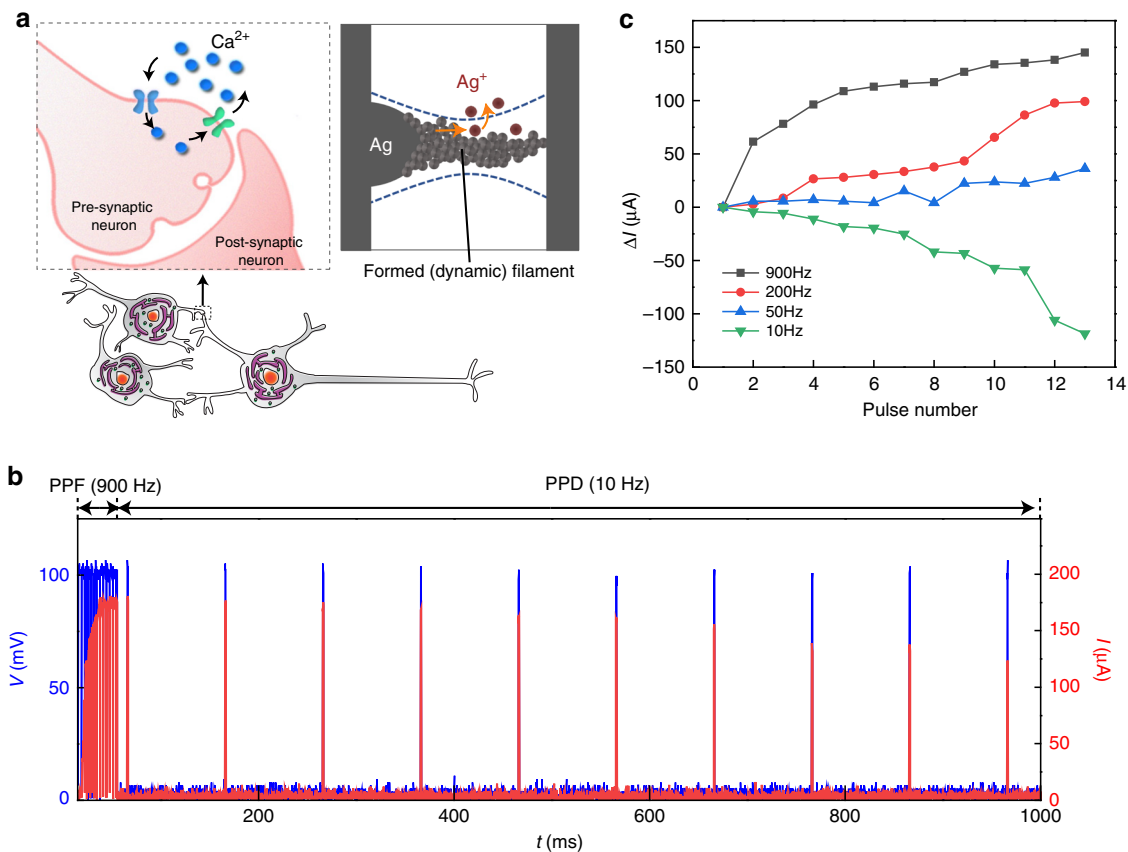 a
Ca2+
Pre-synaptic
neuron
Post-synaptic
neuron
Ag+
Ag
Formed (dynamic) filament
c
150
100
50
0
−50
−100
−150
ΔI (μA)
900Hz
200Hz
50Hz
10Hz
2
4
6
8
10
12
14
Pulse number
b
PPF (900 Hz)
PPD (10 Hz)
100
50
0
V (mV)
200
150
100
50
0
I (μA)
200
400
600
800
1000
t (ms)